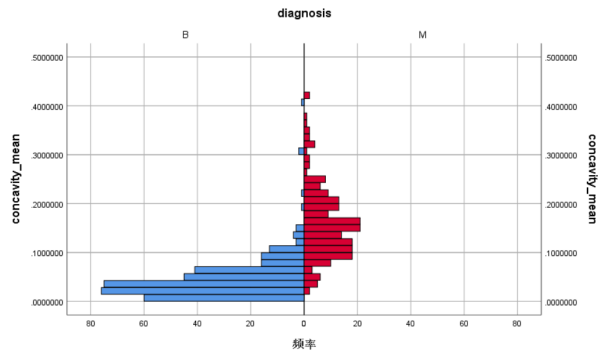 diagnosis
B M
.5000000 .5000000
.4000000 .4000000
.3000000 .3000000
.2000000 .2000000
.1000000 .1000000
.0000000 .0000000
concavity_mean
concavity_mean
80 60 40 20 0 20 40 60 80
频率